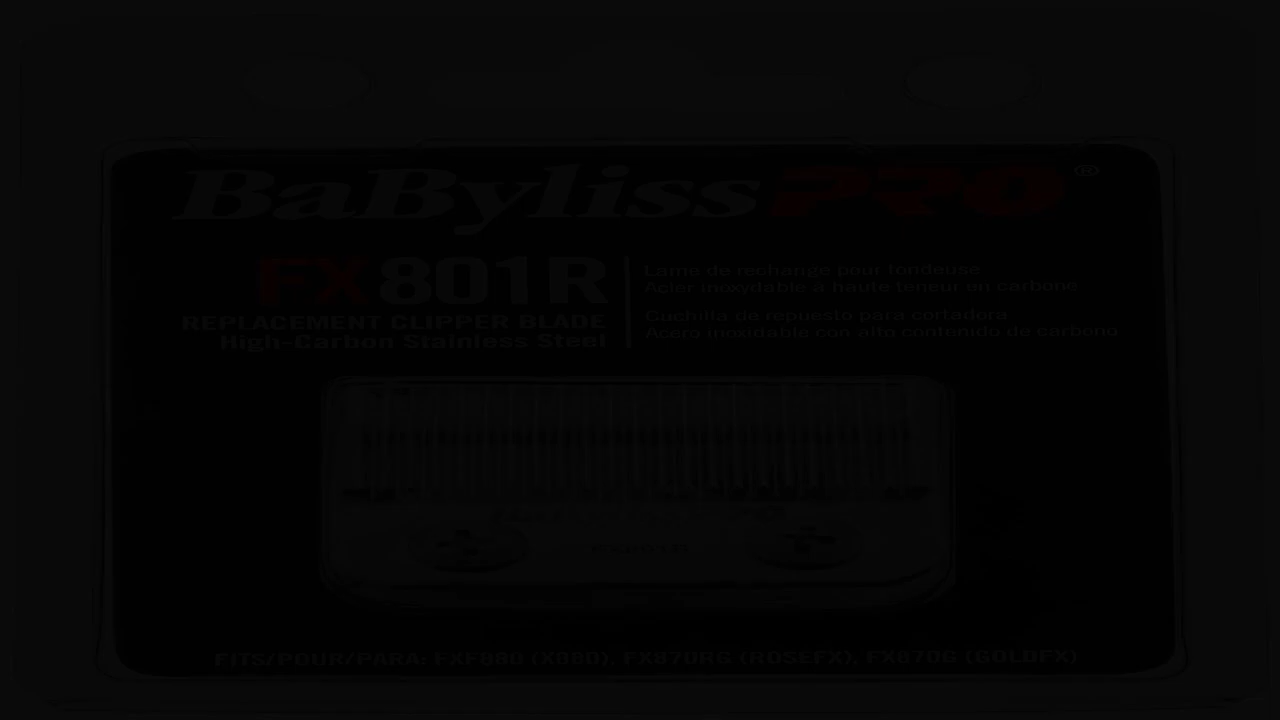 BaBylissPRO®
FX801R
REPLACEMENT CLIPPER BLADE
High-Carbon Stainless Steel
Lame de rechange pour tondeuse
Acier inoxydable à haute teneur en carbone
Cuchilla de repuesto para cortadora
Acero inoxidable con alto contenido de carbono
FITS/POUR/PARA: FXF880 (X880), FX870RG (ROSEFX), FX870G (GOLDFX)